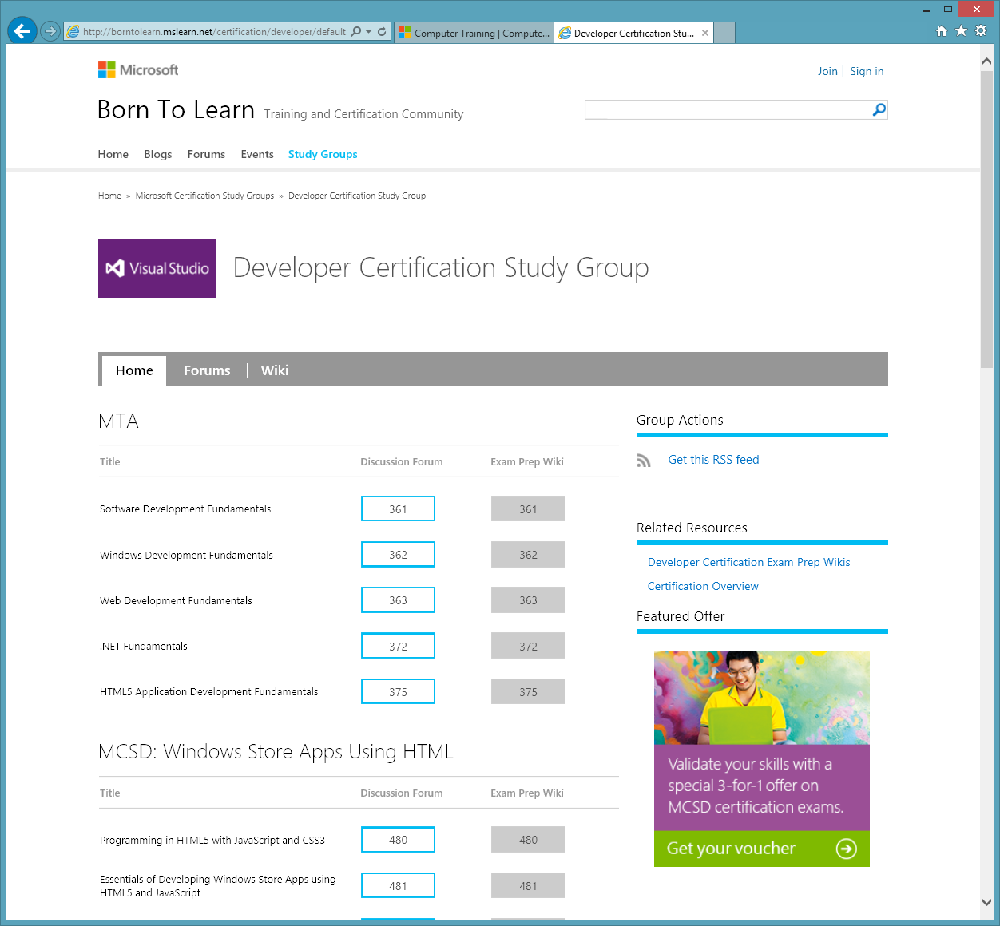 http://borntolearn.mslearn.net/certification/developer/default
Computer Training | Compute...
Developer Certification Stu...
Microsoft
Join | Sign in
Born To Learn Training and Certification Community
Home Blogs Forums Events Study Groups
Home » Microsoft Certification Study Groups » Developer Certification Study Group
Visual Studio
Developer Certification Study Group
Home Forums | Wiki
MTA
Title Discussion Forum Exam Prep Wiki
Software Development Fundamentals 361 361
Windows Development Fundamentals 362 362
Web Development Fundamentals 363 363
.NET Fundamentals 372 372
HTML5 Application Development Fundamentals 375 375
MCSD: Windows Store Apps Using HTML
Title Discussion Forum Exam Prep Wiki
Programming in HTML5 with JavaScript and CSS3 480 480
Essentials of Developing Windows Store Apps using
HTML5 and JavaScript 481 481
Group Actions
Get this RSS feed
Related Resources
Developer Certification Exam Prep Wikis
Certification Overview
Featured Offer
Validate your skills with a
special 3-for-1 offer on
MCSD certification exams.
Get your voucher